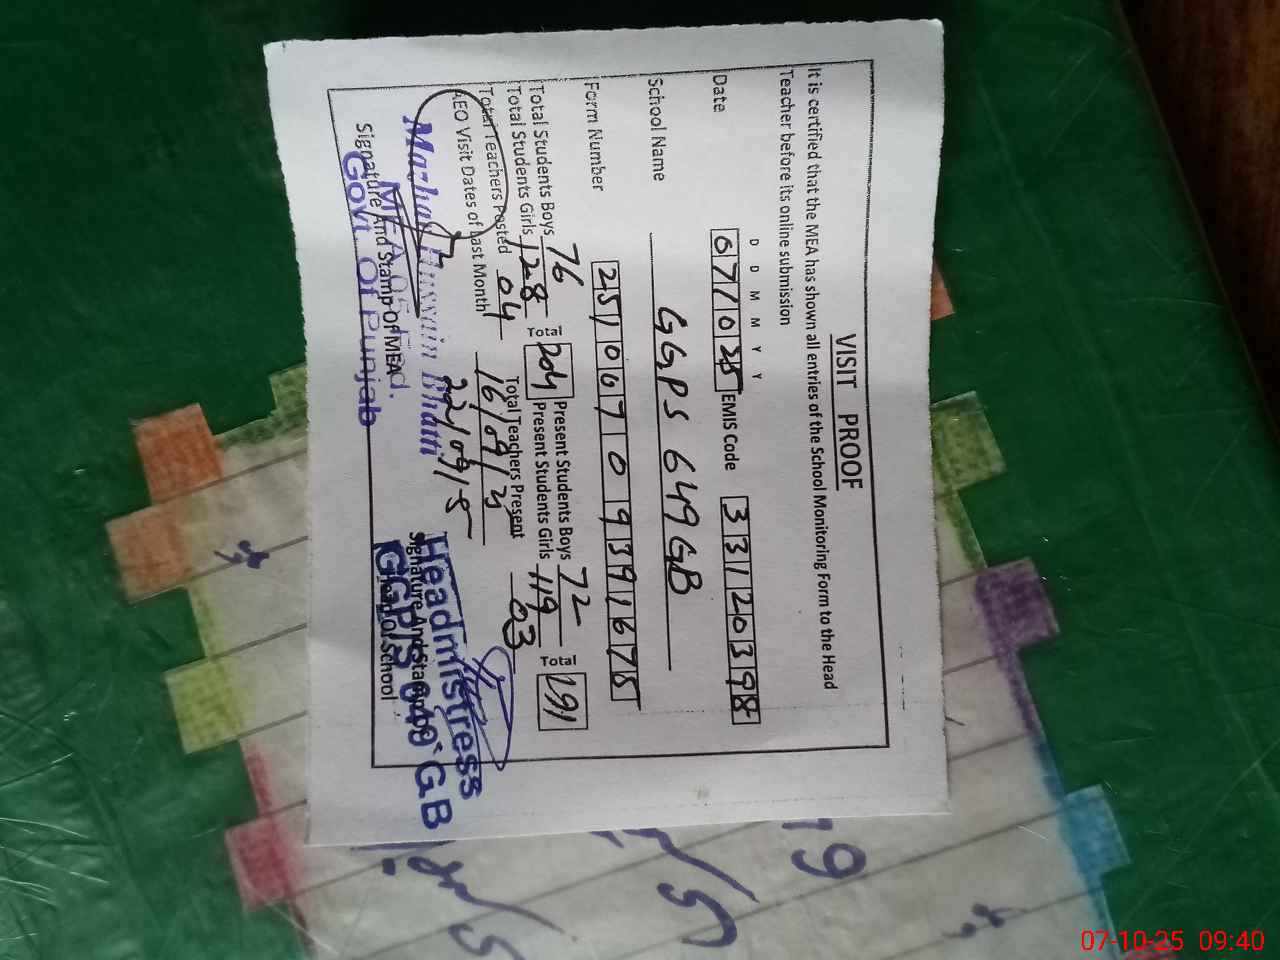 VISIT PROOF
It is certified that the MEA has shown all entries of the School Monitoring Form to the Head
Teacher before its online submission
D D M M Y Y
Date 071025 EMIS Code 33120398
School Name GGPS 649 GB
Form Number 2510070939 1675
Total Students Boys 76 Total 204 Present Students Boys 72 Total 191
Total Students Girls 128 Present Students Girls 119
Total Teachers Posted 04 Total Teachers Present 03
AEO Visit Dates of Last Month 16/09/25
22/09/25
Mazhar Hussain Bhatti
MEA
Govt. Of Punjab
Signature And Stamp Of MEA
Headmistress
GGP/S 649 GB
Signature And Stamp Of
Head of School
19
07-10-25 09:40